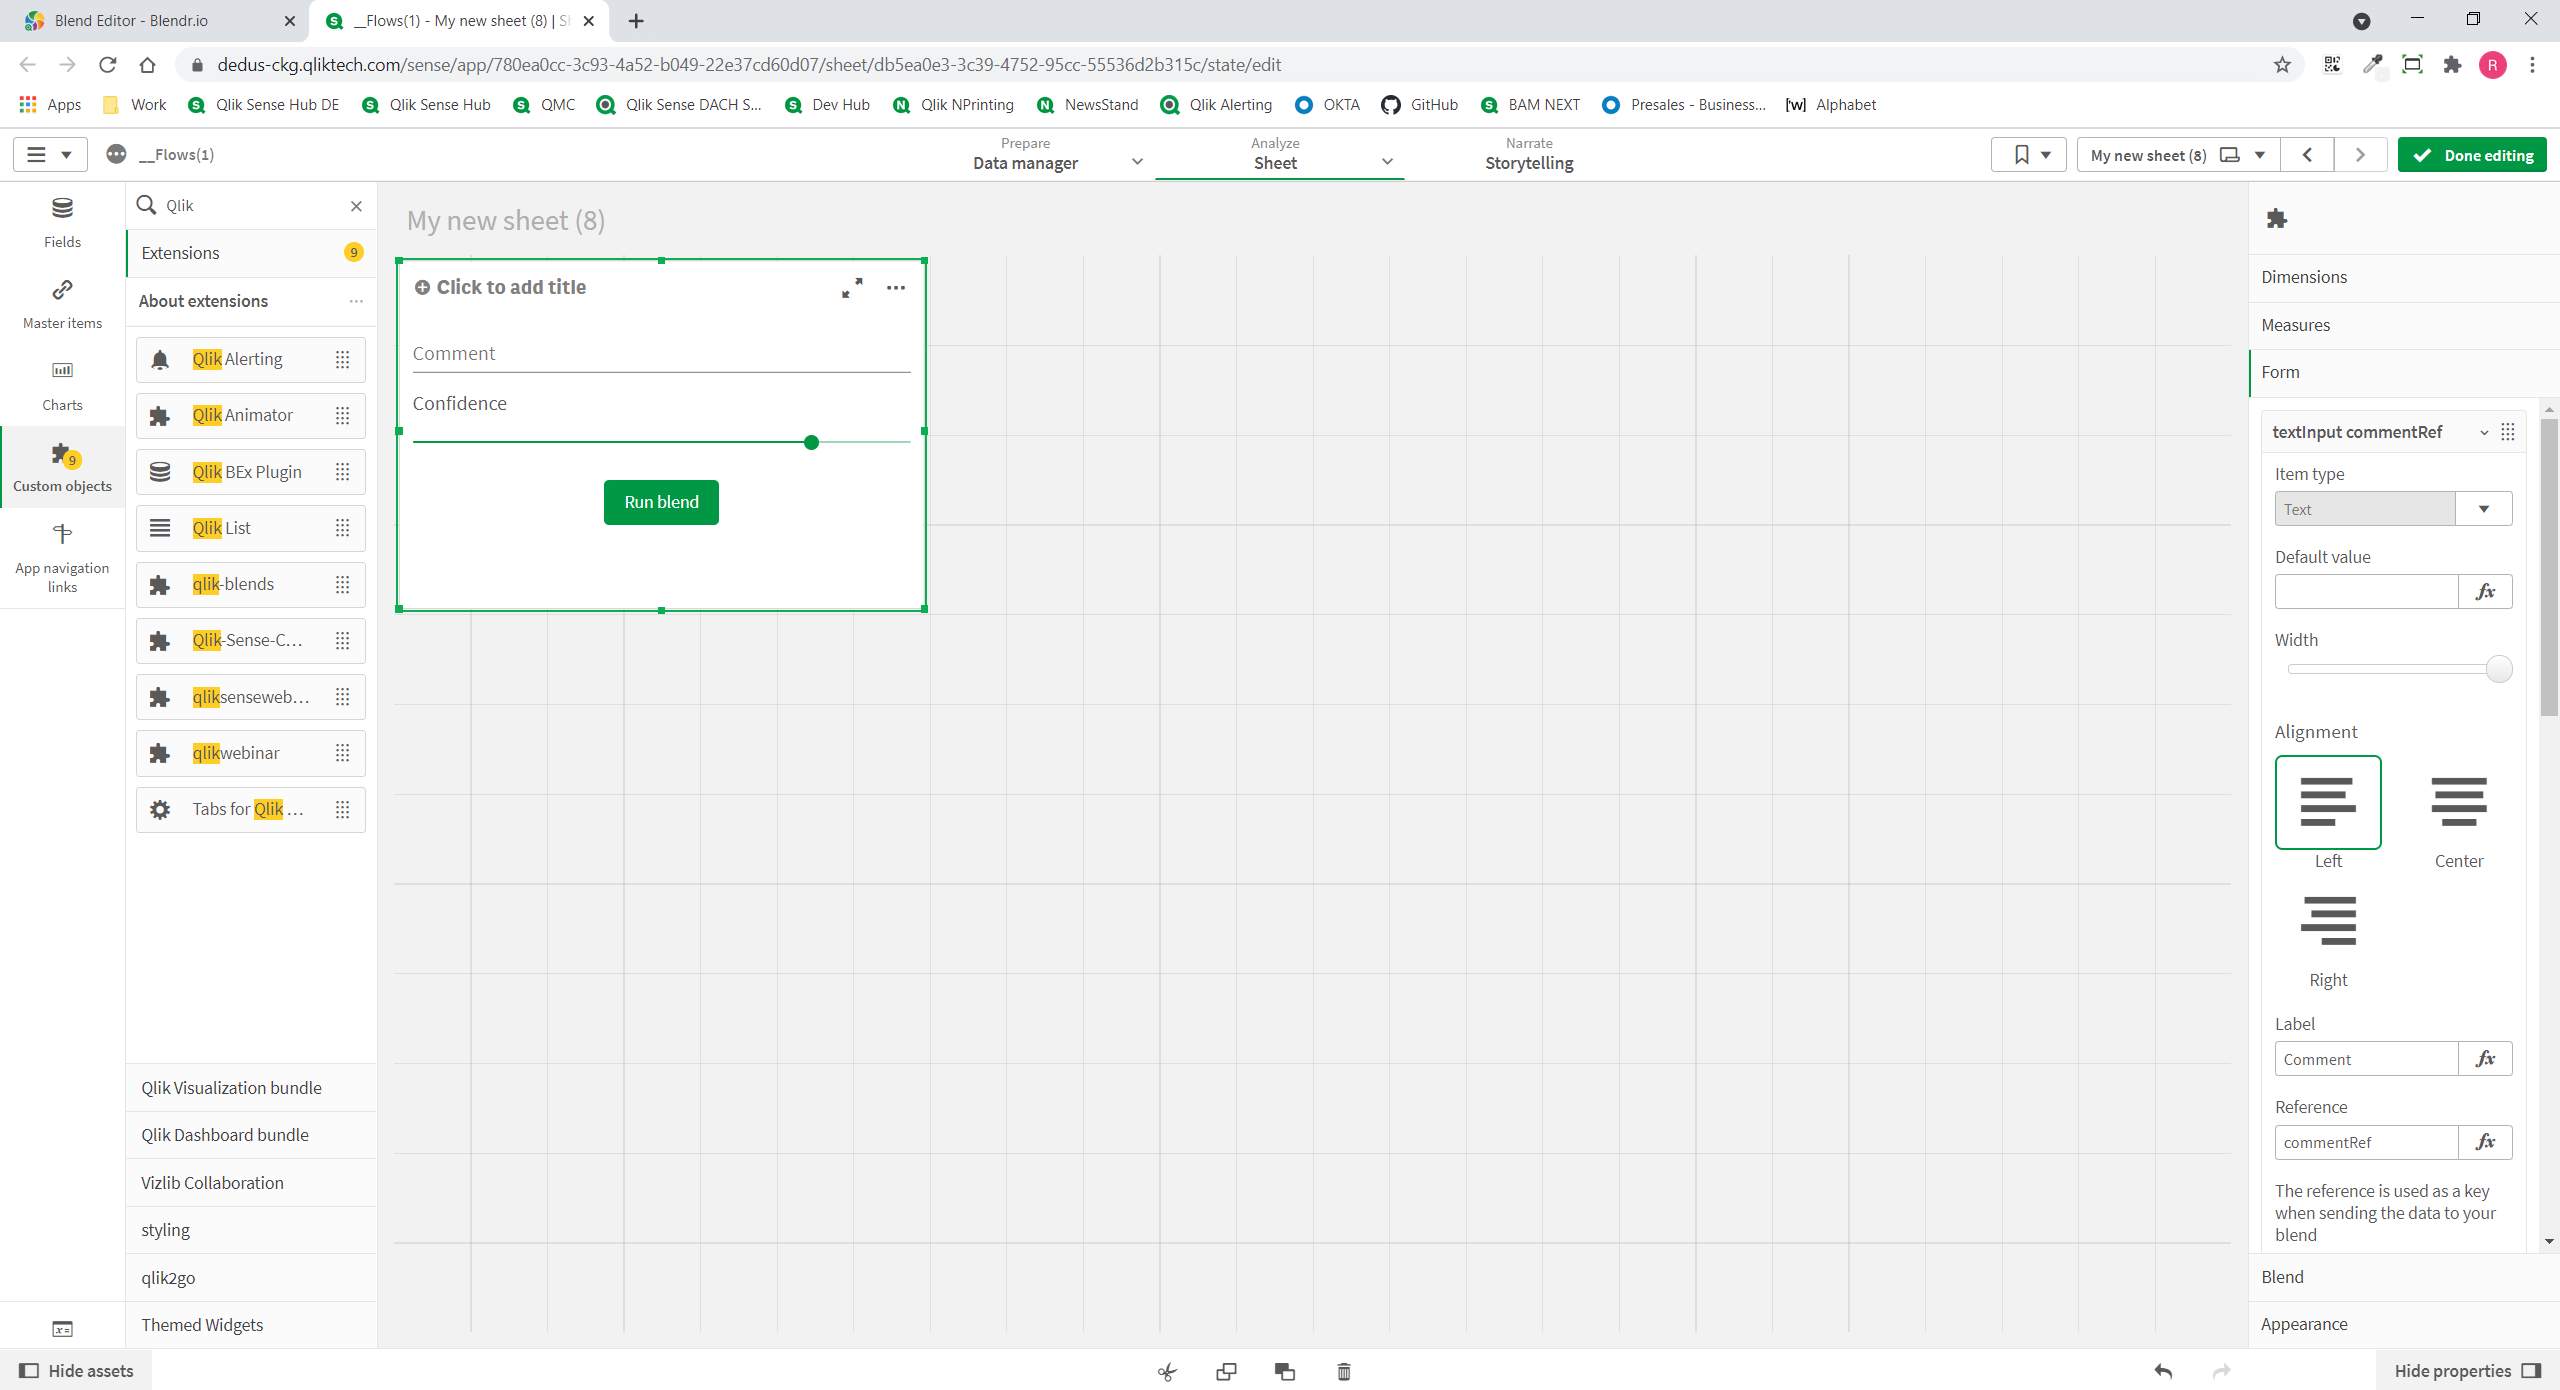 Blend Editor - Blendr.io
__Flows(1) - My new sheet (8) | S
dedus-ckg.qliktech.com/sense/app/780ea0cc-3c93-4a52-b049-22e37cd60d07/sheet/db5ea0e3-3c39-4752-95cc-55536d2b315c/state/edit
R
Apps
Work
Qlik Sense Hub DE
Qlik Sense Hub
QMC
Qlik Sense DACH S...
Dev Hub
Qlik NPrinting
NewsStand
Qlik Alerting
OKTA
GitHub
BAM NEXT
Presales - Business...
Alphabet
__Flows(1)
Prepare
Data manager
Analyze
Sheet
Narrate
Storytelling
My new sheet (8)
Done editing
Fields
Master items
Charts
9
Custom objects
App navigation
links
Qlik
Extensions
9
About extensions
Qlik Alerting
Qlik Animator
Qlik BEx Plugin
Qlik List
qlik-blends
Qlik-Sense-C...
qliksenseweb...
qlikwebinar
Tabs for Qlik ...
Qlik Visualization bundle
Qlik Dashboard bundle
Vizlib Collaboration
styling
qlik2go
Themed Widgets
My new sheet (8)
Click to add title
Comment
Confidence
Run blend
Dimensions
Measures
Form
textInput commentRef
Item type
Text
Default value
fx
Width
Alignment
Left
Center
Right
Label
Comment
fx
Reference
commentRef
fx
The reference is used as a key
when sending the data to your
blend
Blend
Appearance
Hide assets
Hide properties